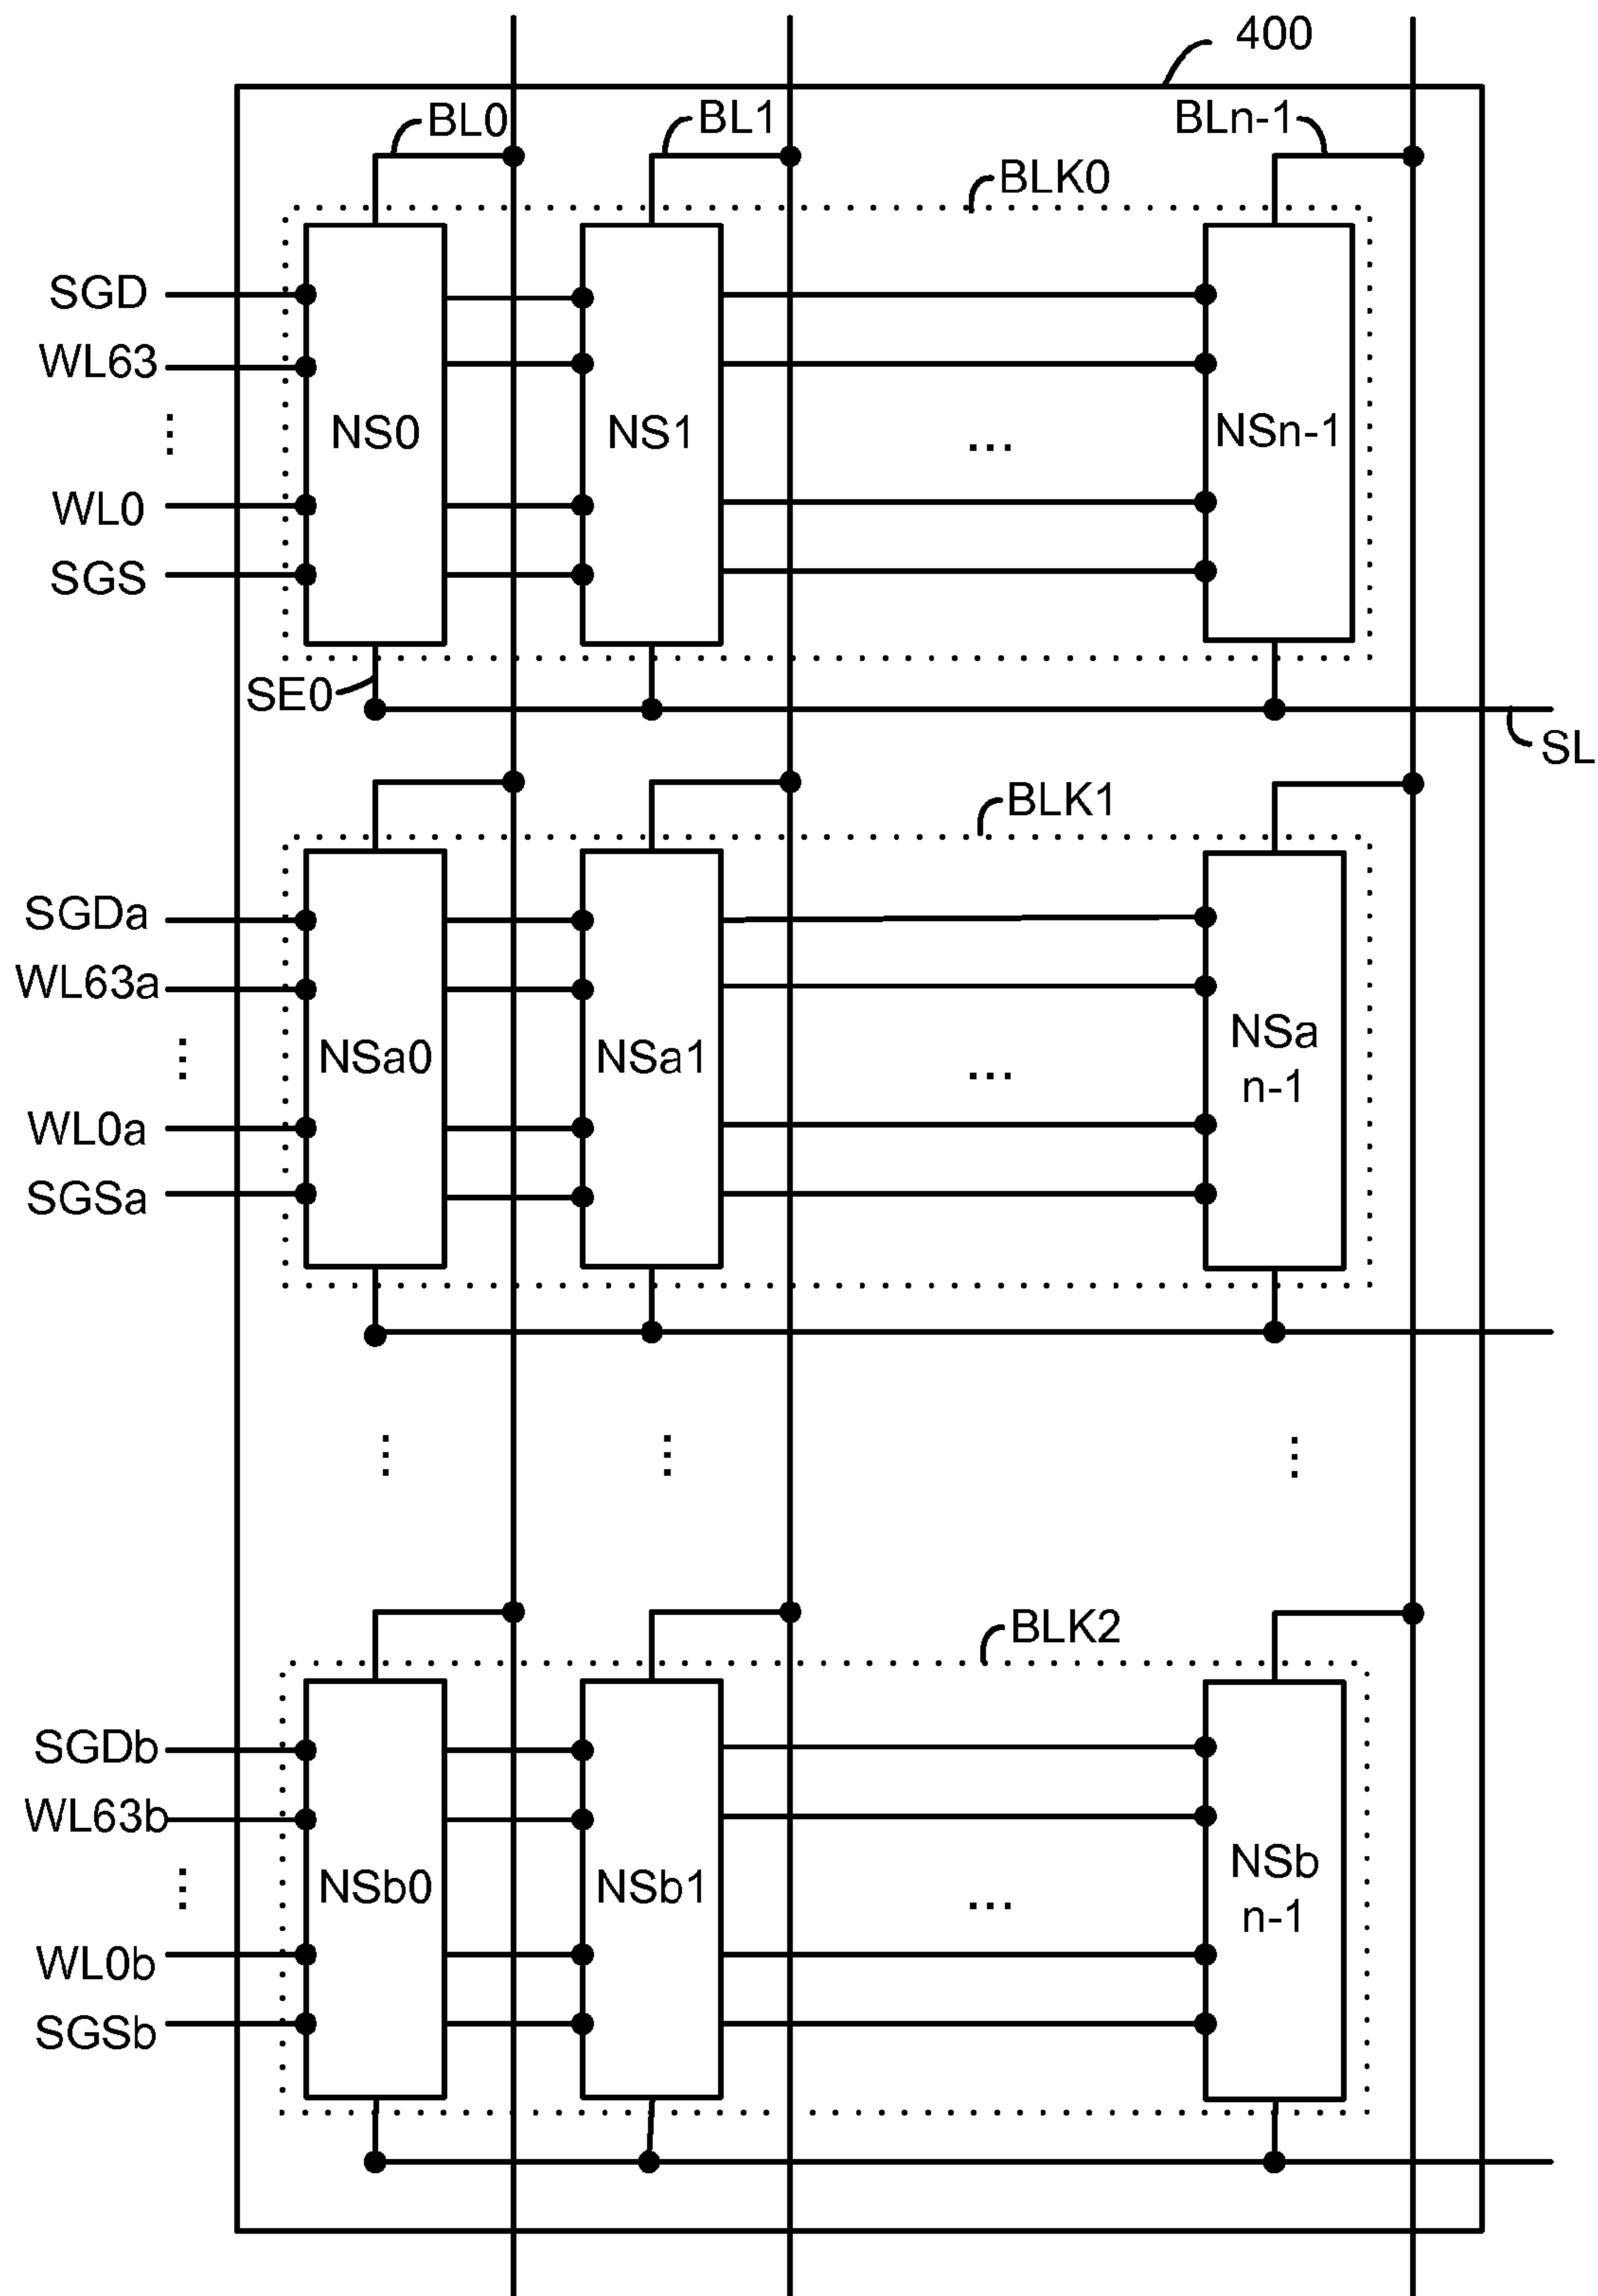 400
BL0
BL1
BLn-1
BLK0
SGD
WL63
⋮
WL0
SGS
NS0
NS1
...
NSn-1
SE0
SL
BLK1
SGDa
WL63a
⋮
WL0a
SGSa
NSa0
NSa1
...
NSa
n-1
⋮
⋮
⋮
BLK2
SGDb
WL63b
⋮
WL0b
SGSb
NSb0
NSb1
...
NSb
n-1